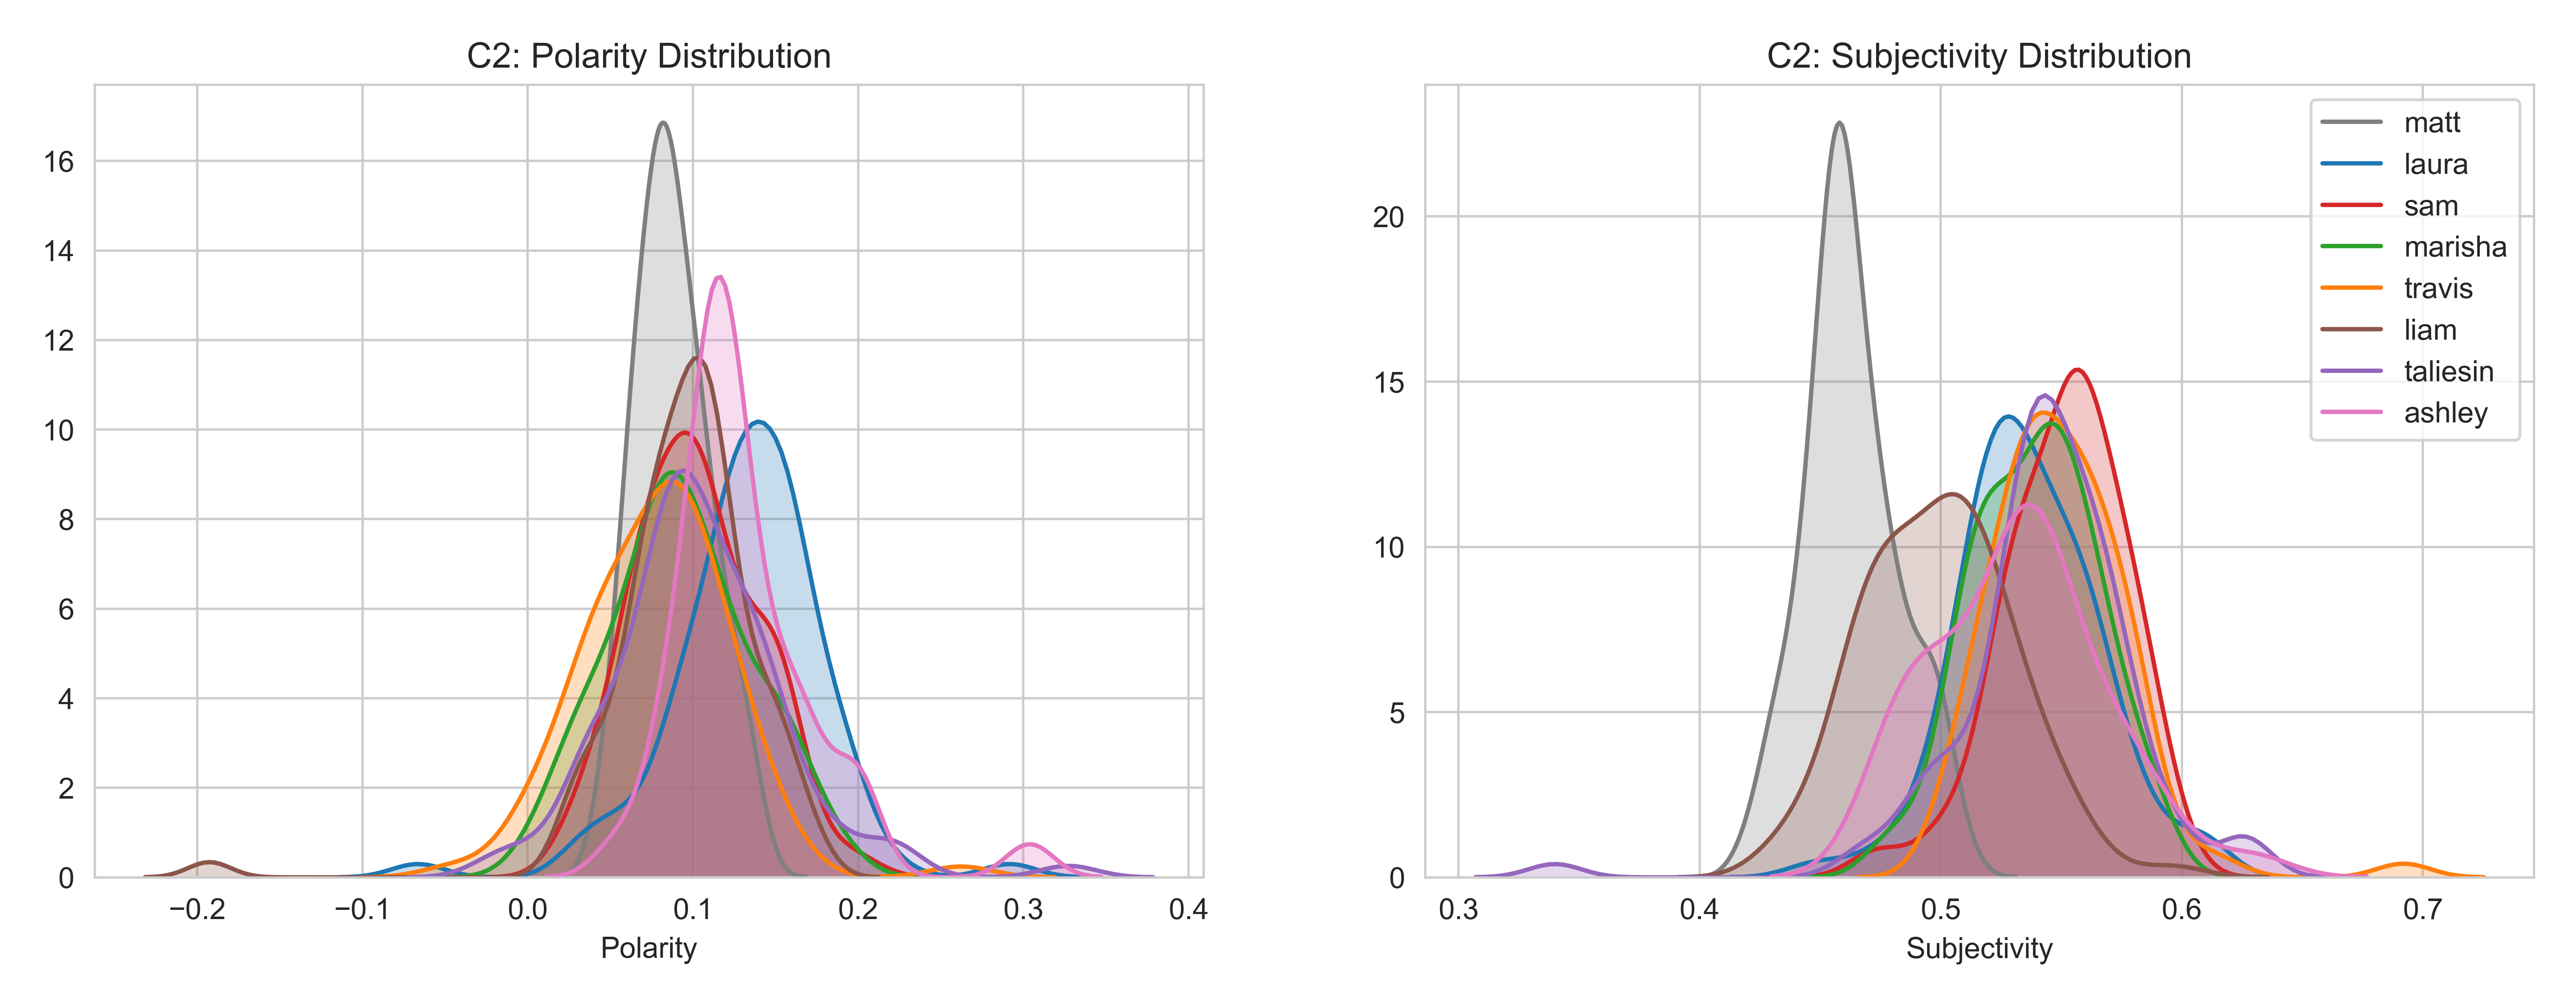 C2: Polarity Distribution
16
14
12
10
8
6
4
2
0
−0.2
−0.1
0.0
0.1
0.2
0.3
0.4
Polarity
C2: Subjectivity Distribution
20
15
10
5
0
0.3
0.4
0.5
0.6
0.7
Subjectivity
matt
laura
sam
marisha
travis
liam
taliesin
ashley